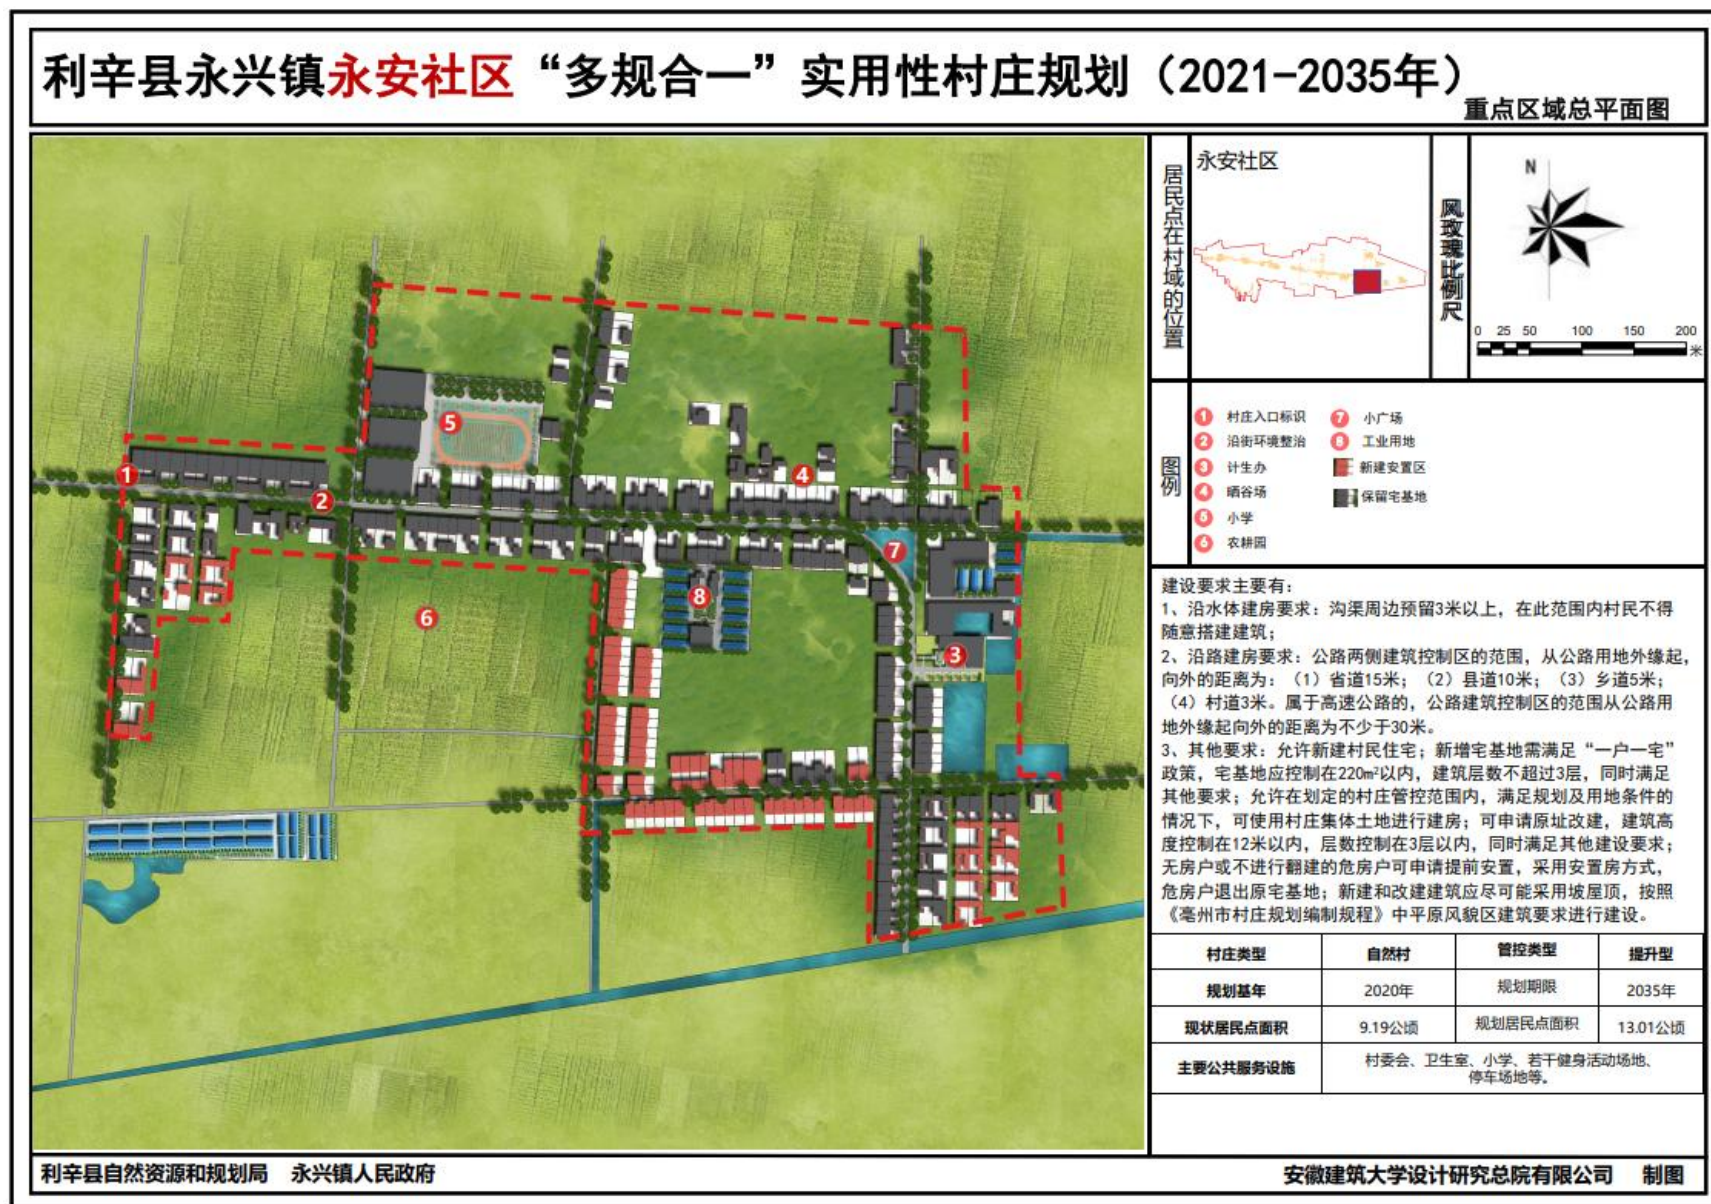 利辛县永兴镇永安社区“多规合一”实用性村庄规划（2021-2035年）
重点区域总平面图
居民点在村域的位置
永安社区
风玫瑰比例尺
N
0 25 50 100 150 200
米
图例
1 村庄入口标识
2 沿街环境整治
3 计生办
4 晒谷场
5 小学
6 农耕园
7 小广场
8 工业用地
新建安置区
保留宅基地
1
2
3
4
5
6
7
8
建设要求主要有：
1、沿水体建房要求：沟渠周边预留3米以上，在此范围内村民不得
随意搭建建筑；
2、沿路建房要求：公路两侧建筑控制区的范围，从公路用地外缘起，
向外的距离为：（1）省道15米；（2）县道10米；（3）乡道5米；
（4）村道3米。属于高速公路的，公路建筑控制区的范围从公路用
地外缘起向外的距离为不少于30米。
3、其他要求：允许新建村民住宅；新增宅基地需满足“一户一宅”
政策，宅基地应控制在220m²以内，建筑层数不超过3层，同时满足
其他要求；允许在划定的村庄管控范围内，满足规划及用地条件的
情况下，可使用村庄集体土地进行建房；可申请原址改建，建筑高
度控制在12米以内，层数控制在3层以内，同时满足其他建设要求；
无房户或不进行翻建的危房户可申请提前安置，采用安置房方式，
危房户退出原宅基地；新建和改建建筑应尽可能采用坡屋顶，按照
《亳州市村庄规划编制规程》中平原风貌区建筑要求进行建设。
村庄类型 自然村 管控类型 提升型
规划基年 2020年 规划期限 2035年
现状居民点面积 9.19公顷 规划居民点面积 13.01公顷
主要公共服务设施 村委会、卫生室、小学、若干健身活动场地、
停车场地等。
利辛县自然资源和规划局 永兴镇人民政府
安徽建筑大学设计研究总院有限公司 制图